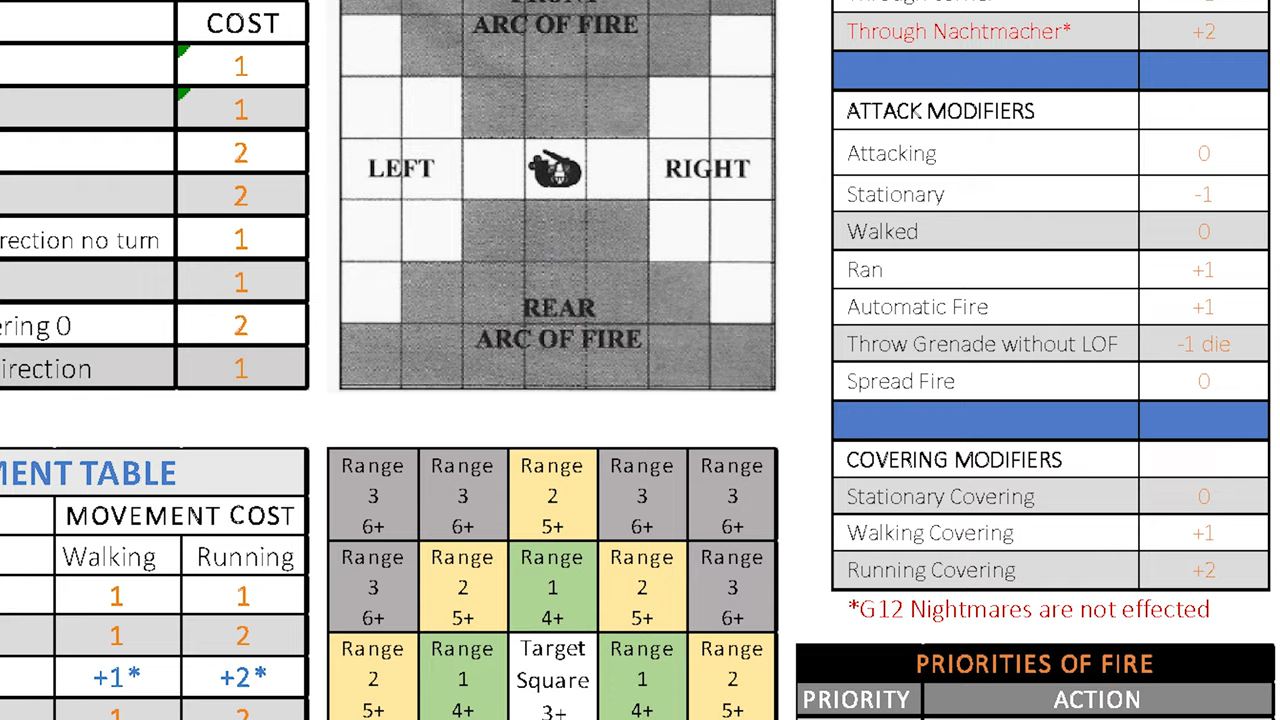 COST
1
1
2
2
rection no turn 1
1
ering 0 2
irection 1
ARC OF FIRE
LEFT RIGHT
REAR
ARC OF FIRE
Through Nachtmacher* +2
ATTACK MODIFIERS
Attacking 0
Stationary -1
Walked 0
Ran +1
Automatic Fire +1
Throw Grenade without LOF -1 die
Spread Fire 0
COVERING MODIFIERS
Stationary Covering 0
Walking Covering +1
Running Covering +2
*G12 Nightmares are not effected
MENT TABLE
MOVEMENT COST
Walking Running
1 1
1 2
+1* +2*
1 2
Range Range Range Range Range
3 3 2 3 3
6+ 6+ 5+ 6+ 6+
Range Range Range Range Range
3 2 1 2 3
6+ 5+ 4+ 5+ 6+
Range Range Target Range Range
2 1 Square 1 2
5+ 4+ 3+ 4+ 5+
PRIORITIES OF FIRE
PRIORITY ACTION